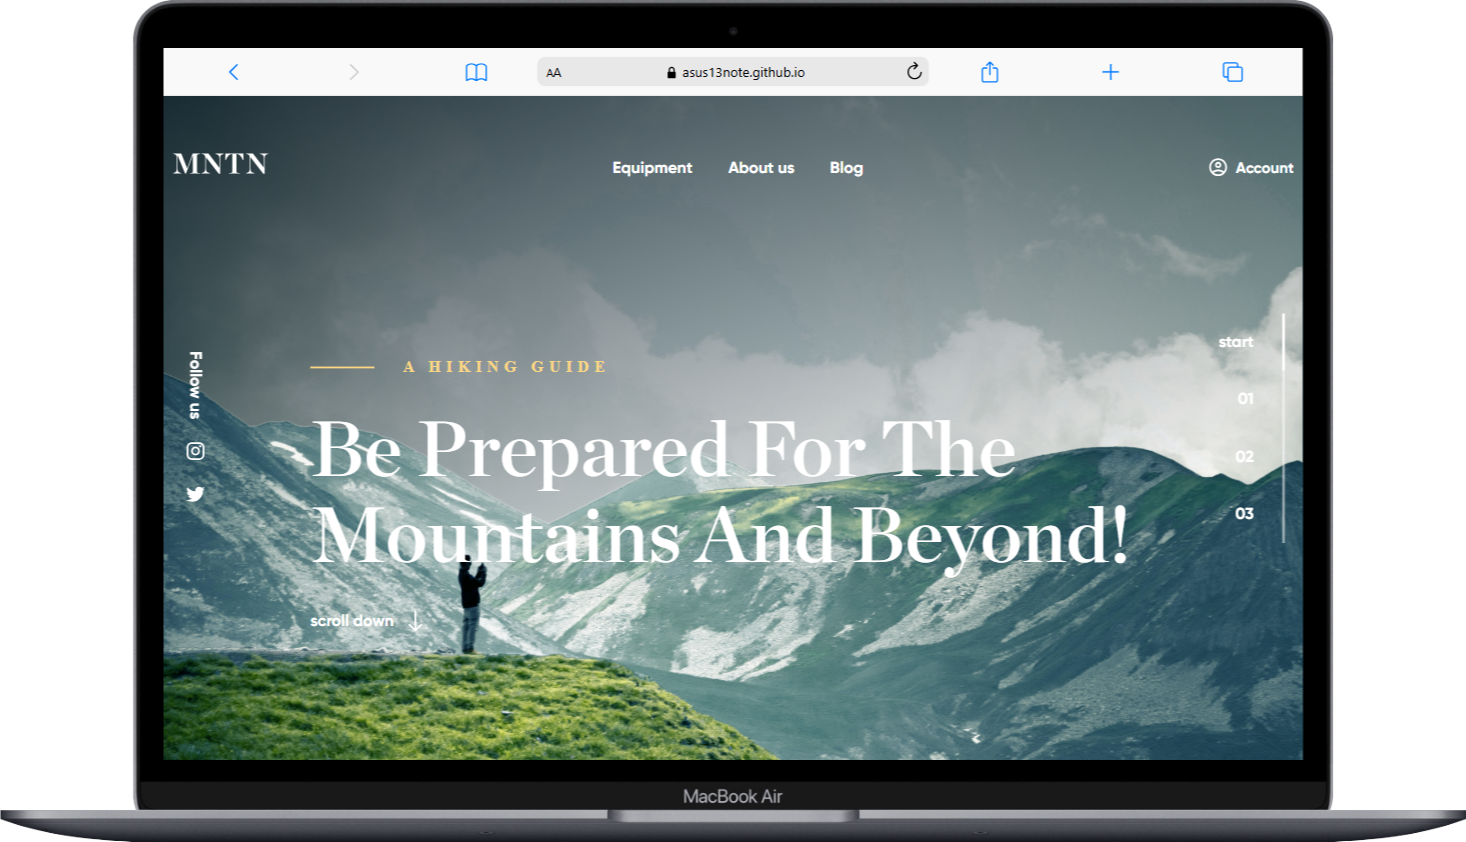 AA
asus13note.github.io
MNTN
Equipment
About us
Blog
Account
Follow us
A HIKING GUIDE
Be Prepared For The
Mountains And Beyond!
scroll down
start
01
02
03
MacBook Air